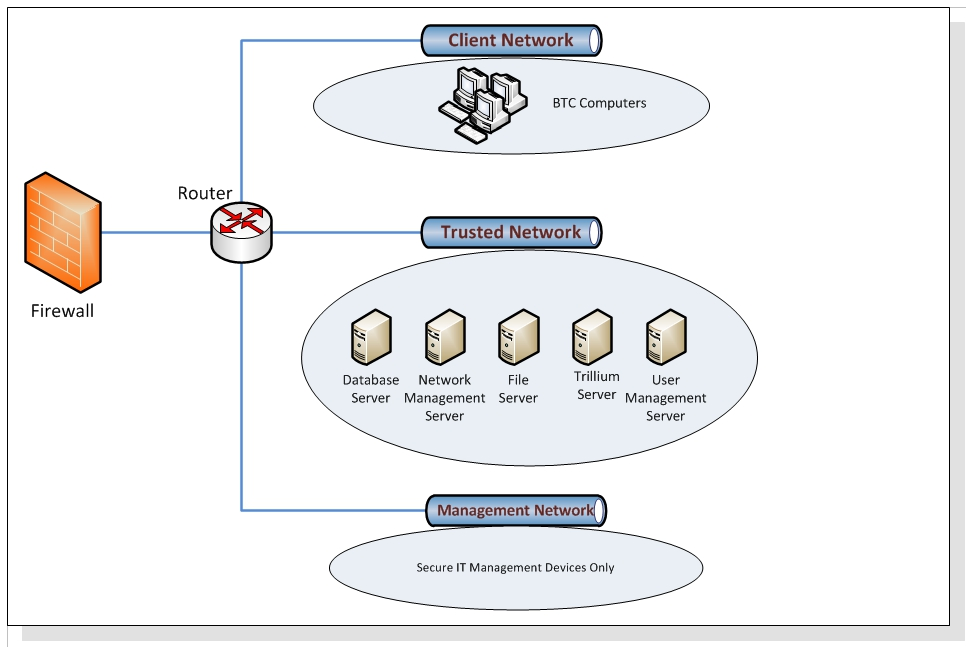 Client Network
BTC Computers
Router
Trusted Network
Firewall
Database
Server
Network
Management
Server
File
Server
Trillium
Server
User
Management
Server
Management Network
Secure IT Management Devices Only